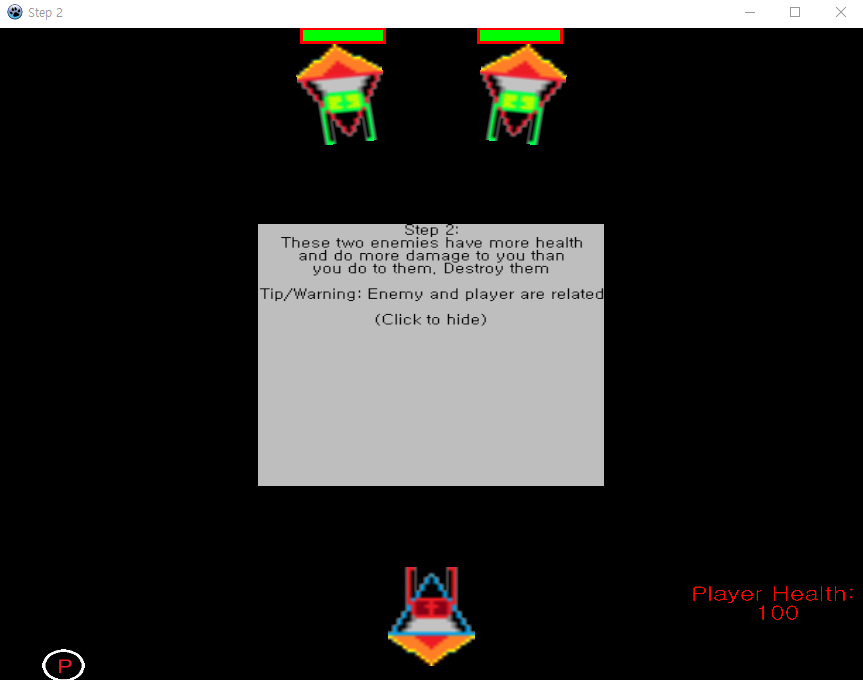 Step 2
Step 2:
These two enemies have more health
and do more damage to you than
you do to them, Destroy them
Tip/Warning: Enemy and player are related
(Click to hide)
Player Health:
100
P